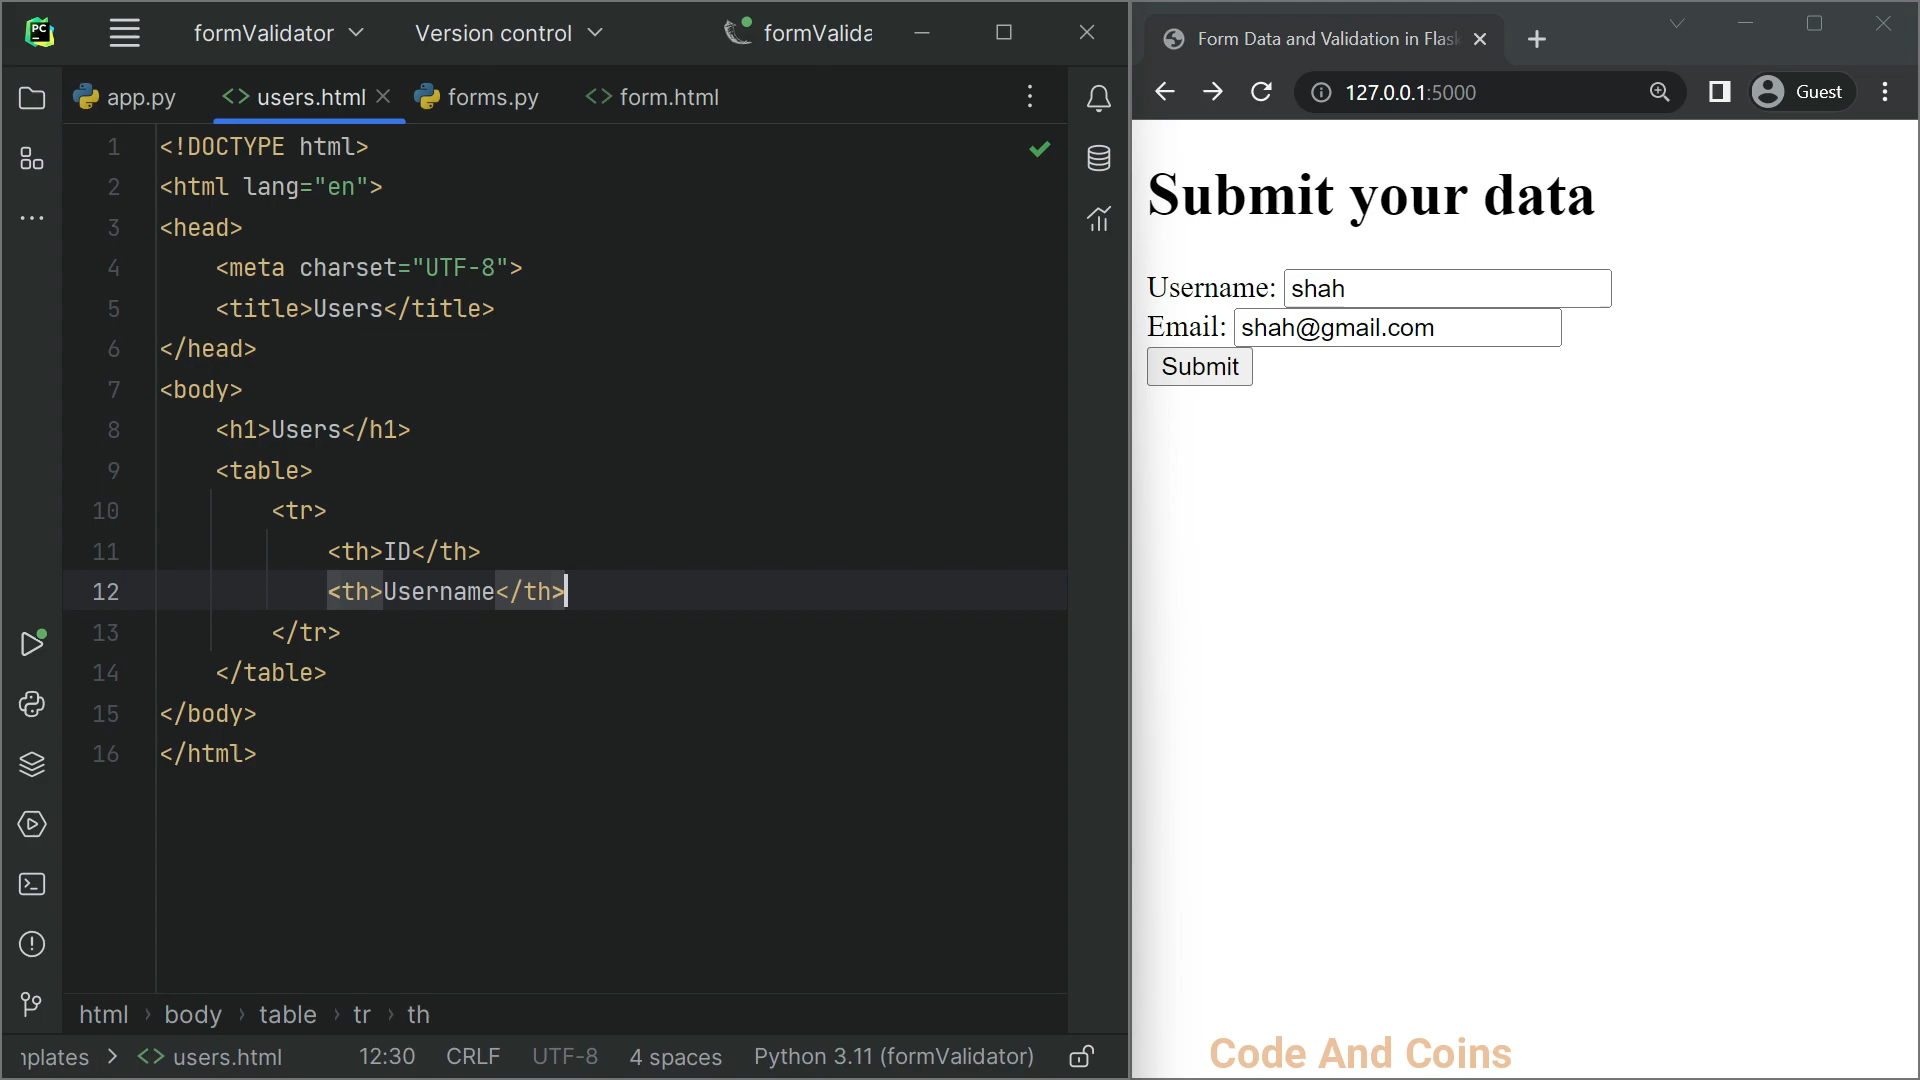 PC
formValidator
Version control
formValida
app.py
users.html
forms.py
form.html
1 <!DOCTYPE html>
2 <html lang="en">
3 <head>
4 <meta charset="UTF-8">
5 <title>Users</title>
6 </head>
7 <body>
8 <h1>Users</h1>
9 <table>
10 <tr>
11 <th>ID</th>
12 <th>Username</th>
13 </tr>
14 </table>
15 </body>
16 </html>
html › body › table › tr › th
nplates > <> users.html 12:30 CRLF UTF-8 4 spaces Python 3.11 (formValidator)
Form Data and Validation in Flask
127.0.0.1:5000
Guest
Submit your data
Username: shah
Email: shah@gmail.com
Submit
Code And Coins